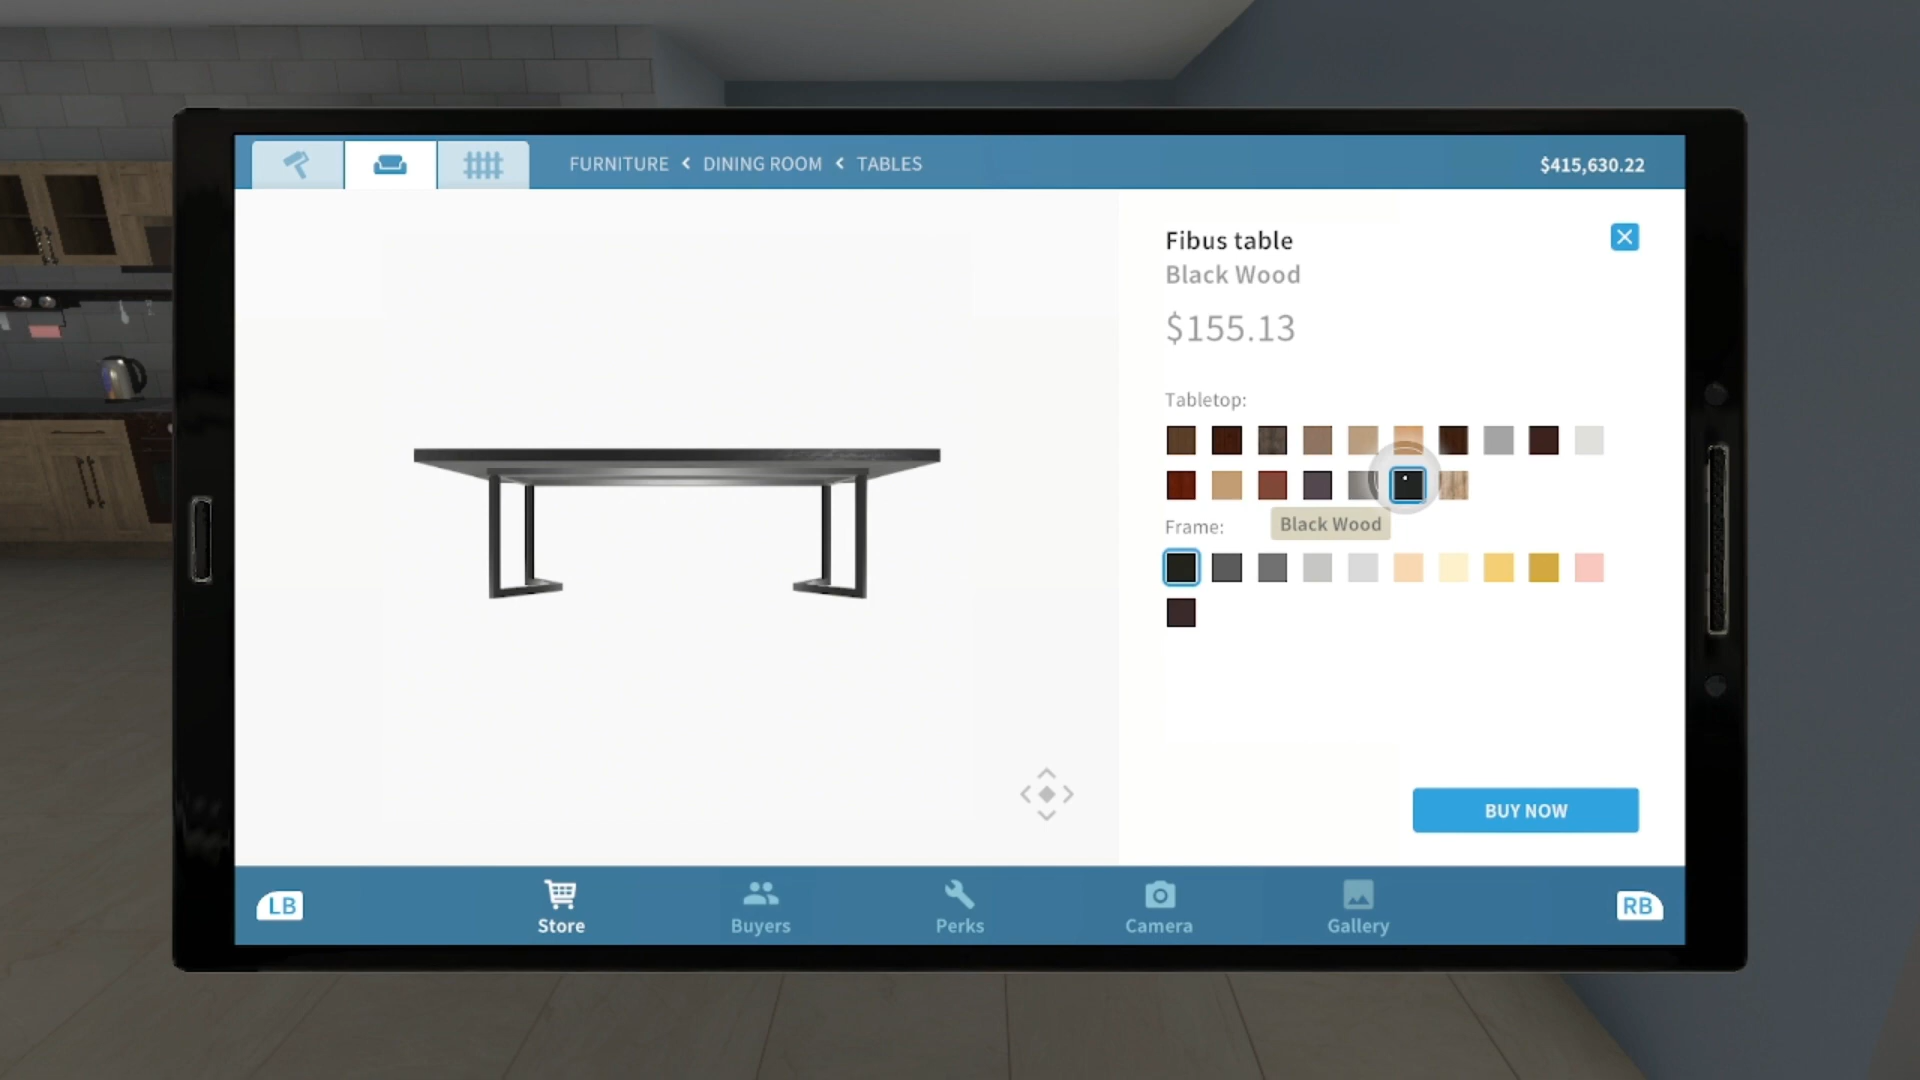 FURNITURE < DINING ROOM < TABLES
$415,630.22
Fibus table
Black Wood
$155.13
Tabletop:
Black Wood
Frame:
BUY NOW
LB
Store
Buyers
Perks
Camera
Gallery
RB